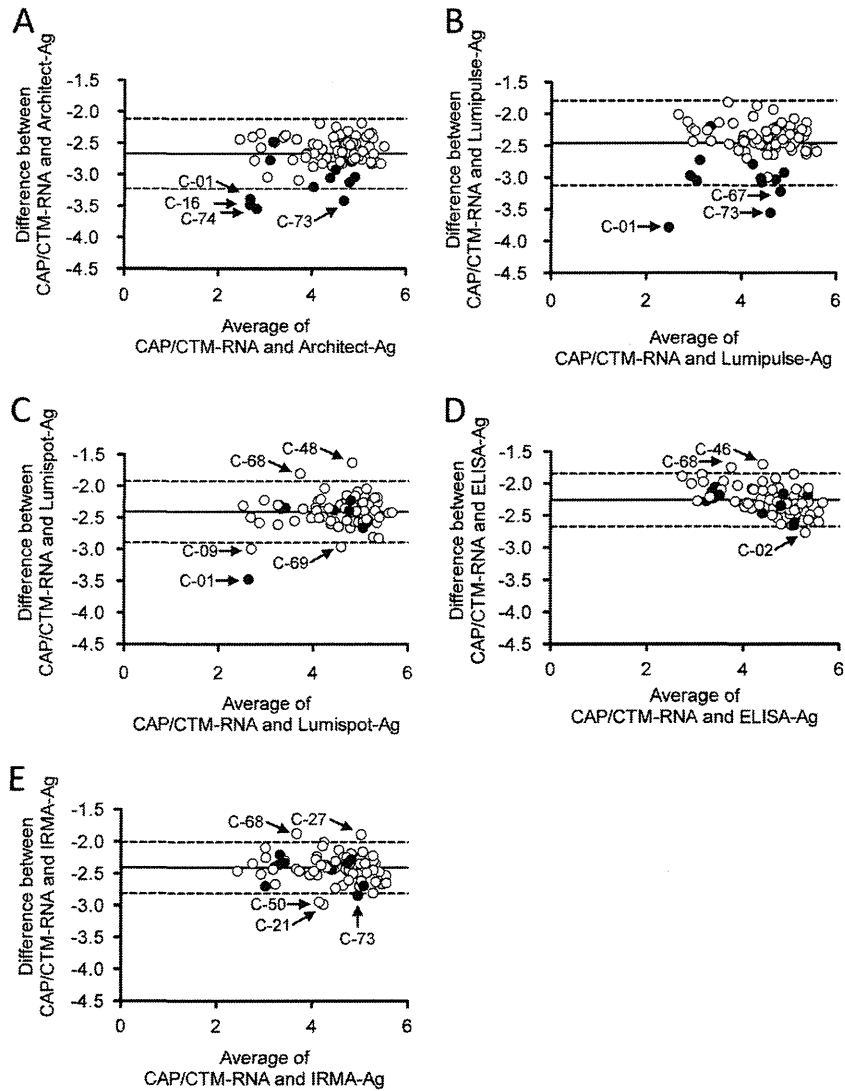 A
Difference between
CAP/CTM-RNA and Architect-Ag
-1.5
-2.0
-2.5
-3.0
-3.5
-4.0
-4.5
C-01
C-16
C-74
C-73
0
2
4
6
Average of
CAP/CTM-RNA and Architect-Ag
B
Difference between
CAP/CTM-RNA and Lumipulse-Ag
-1.5
-2.0
-2.5
-3.0
-3.5
-4.0
-4.5
C-67
C-73
C-01
0
2
4
6
Average of
CAP/CTM-RNA and Lumipulse-Ag
C
Difference between
CAP/CTM-RNA and Lumispot-Ag
-1.5
-2.0
-2.5
-3.0
-3.5
-4.0
-4.5
C-48
C-68
C-09
C-69
C-01
0
2
4
6
Average of
CAP/CTM-RNA and Lumispot-Ag
D
Difference between
CAP/CTM-RNA and ELISA-Ag
-1.5
-2.0
-2.5
-3.0
-3.5
-4.0
-4.5
C-46
C-68
C-02
0
2
4
6
Average of
CAP/CTM-RNA and ELISA-Ag
E
Difference between
CAP/CTM-RNA and IRMA-Ag
-1.5
-2.0
-2.5
-3.0
-3.5
-4.0
-4.5
C-68
C-27
C-50
C-21
C-73
0
2
4
6
Average of
CAP/CTM-RNA and IRMA-Ag